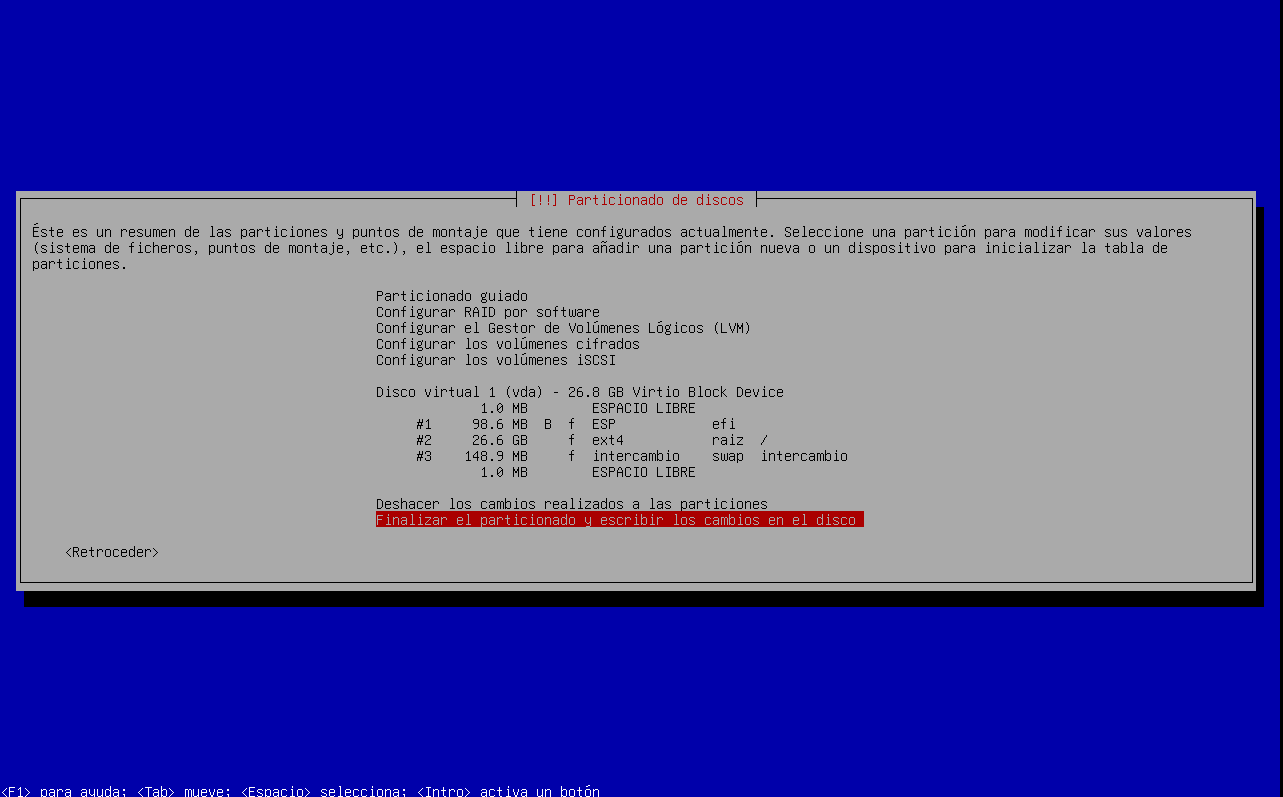 [!!] Particionado de discos
Éste es un resumen de las particiones y puntos de montaje que tiene configurados actualmente. Seleccione una partición para modificar sus valores
(sistema de ficheros, puntos de montaje, etc.), el espacio libre para añadir una partición nueva o un dispositivo para inicializar la tabla de
particiones.
Particionado guiado
Configurar RAID por software
Configurar el Gestor de Volúmenes Lógicos (LVM)
Configurar los volúmenes cifrados
Configurar los volúmenes iSCSI
Disco virtual 1 (vda) - 26.8 GB Virtio Block Device
1.0 MB ESPACIO LIBRE
#1 98.6 MB B f ESP efi
#2 26.6 GB f ext4 raiz /
#3 148.9 MB f intercambio swap intercambio
1.0 MB ESPACIO LIBRE
Deshacer los cambios realizados a las particiones
Finalizar el particionado y escribir los cambios en el disco
<Retroceder>
<F1> para ayuda; <Tab> mueve; <Espacio> selecciona; <Intro> activa un botón